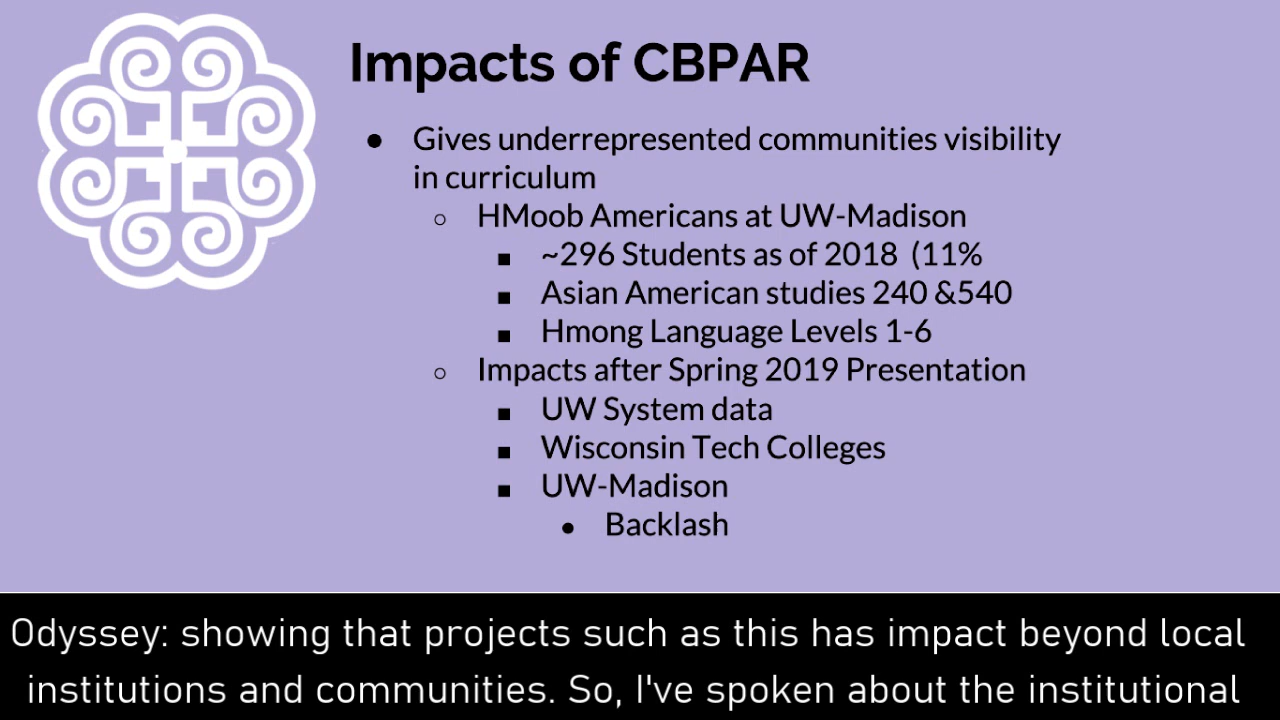 Impacts of CBPAR
● Gives underrepresented communities visibility
in curriculum
○ HMoob Americans at UW-Madison
■ ~296 Students as of 2018 (11%
■ Asian American studies 240 &540
■ Hmong Language Levels 1-6
○ Impacts after Spring 2019 Presentation
■ UW System data
■ Wisconsin Tech Colleges
■ UW-Madison
● Backlash
Odyssey: showing that projects such as this has impact beyond local
institutions and communities. So, I've spoken about the institutional